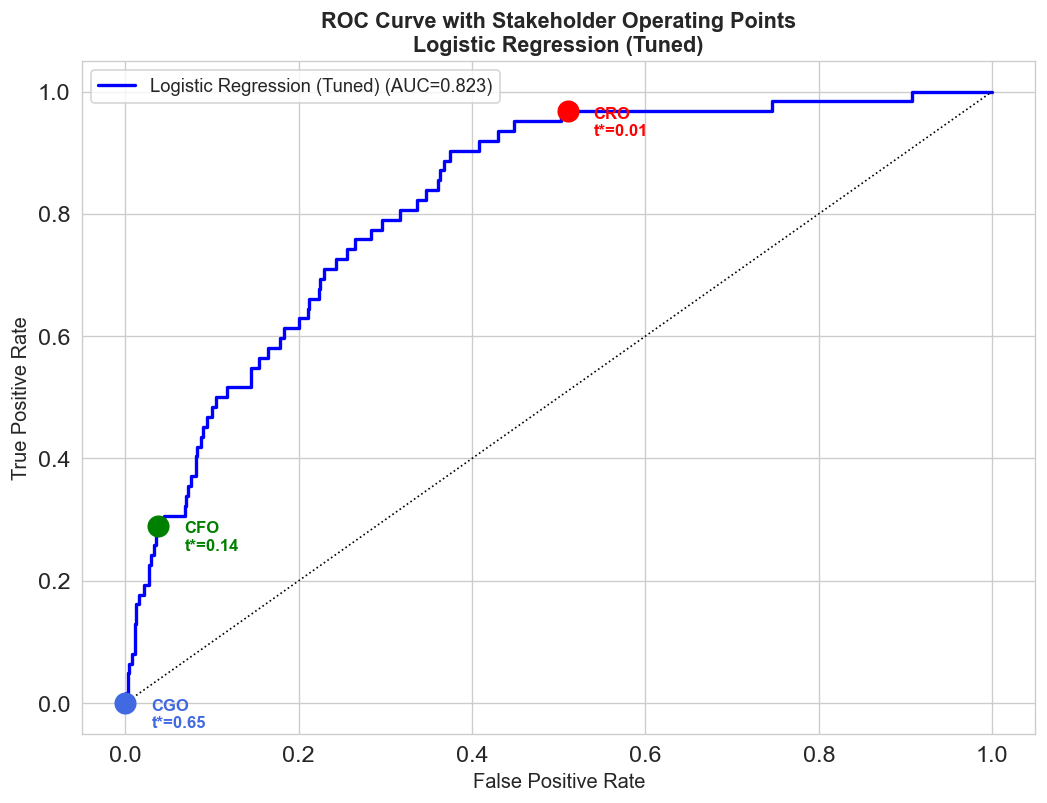 ROC Curve with Stakeholder Operating Points
Logistic Regression (Tuned)
Logistic Regression (Tuned) (AUC=0.823)
True Positive Rate
1.0
0.8
0.6
0.4
0.2
0.0
CRO
t*=0.01
CFO
t*=0.14
CGO
t*=0.65
0.0 0.2 0.4 0.6 0.8 1.0
False Positive Rate